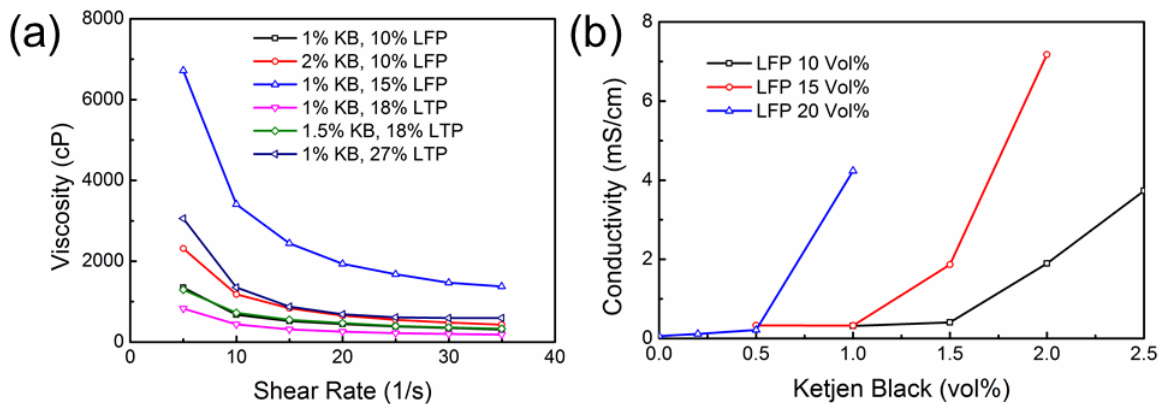 (a)
8000
6000
4000
2000
0
0
10
20
30
40
Viscosity (cP)
Shear Rate (1/s)
1% KB, 10% LFP
2% KB, 10% LFP
1% KB, 15% LFP
1% KB, 18% LTP
1.5% KB, 18% LTP
1% KB, 27% LTP
(b)
8
6
4
2
0
0.0
0.5
1.0
1.5
2.0
2.5
Conductivity (mS/cm)
Ketjen Black (vol%)
LFP 10 Vol%
LFP 15 Vol%
LFP 20 Vol%